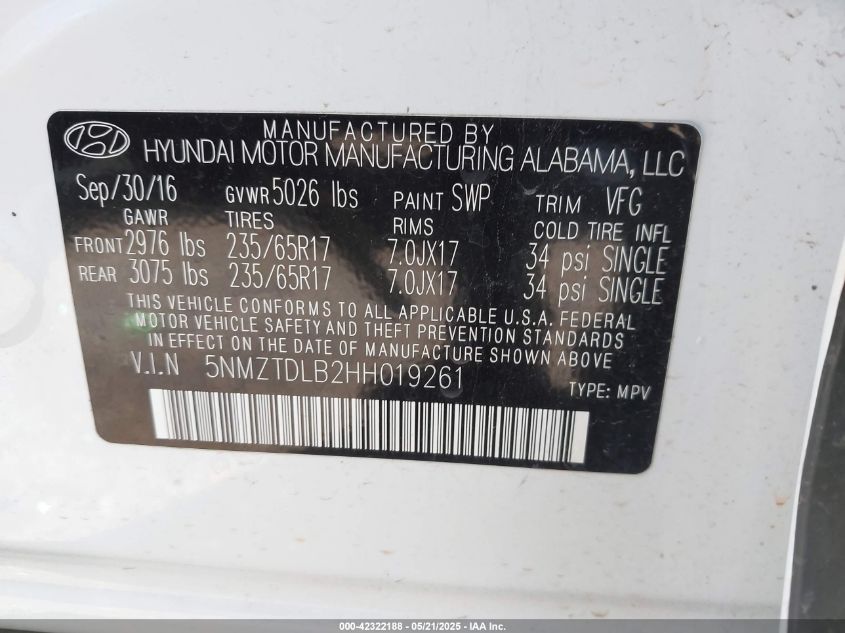 MANUFACTURED BY
HYUNDAI MOTOR MANUFACTURING ALABAMA, LLC
Sep/30/16 GVWR 5026 lbs PAINT SWP TRIM VFG
GAWR TIRES RIMS COLD TIRE INFL
FRONT 2976 lbs 235/65R17 7.0JX17 34 psi SINGLE
REAR 3075 lbs 235/65R17 7.0JX17 34 psi SINGLE
THIS VEHICLE CONFORMS TO ALL APPLICABLE U.S.A. FEDERAL
MOTOR VEHICLE SAFETY AND THEFT PREVENTION STANDARDS
IN EFFECT ON THE DATE OF MANUFACTURE SHOWN ABOVE.
V.I.N 5NMZTDLB2HH019261
TYPE: MPV
000-42322188 - 05/21/2025 - IAA Inc.